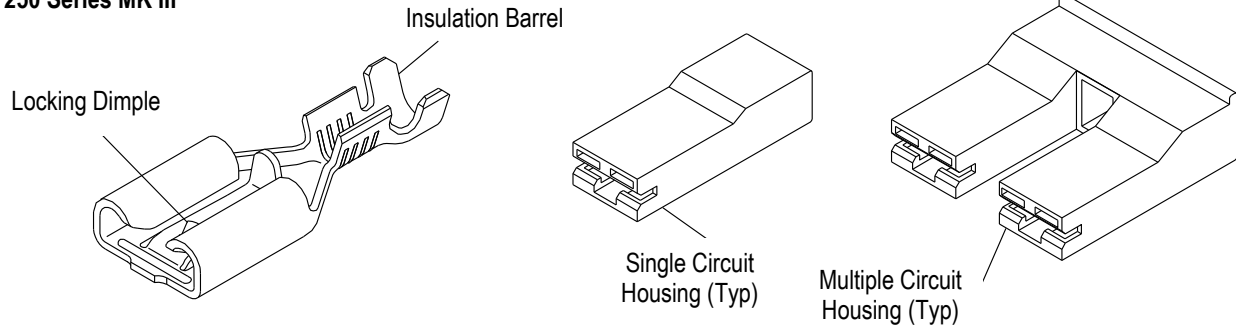 250 Series MK III
Insulation Barrel
Locking Dimple
Single Circuit
Housing (Typ)
Multiple Circuit
Housing (Typ)